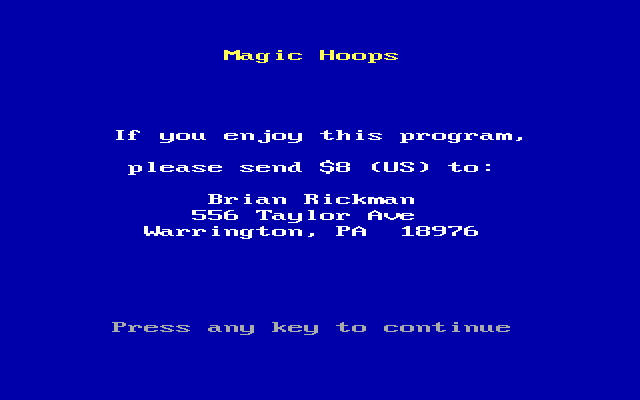 Magic Hoops
If you enjoy this program,
please send $8 (US) to:
Brian Rickman
556 Taylor Ave
Warrington, PA  18976
Press any key to continue